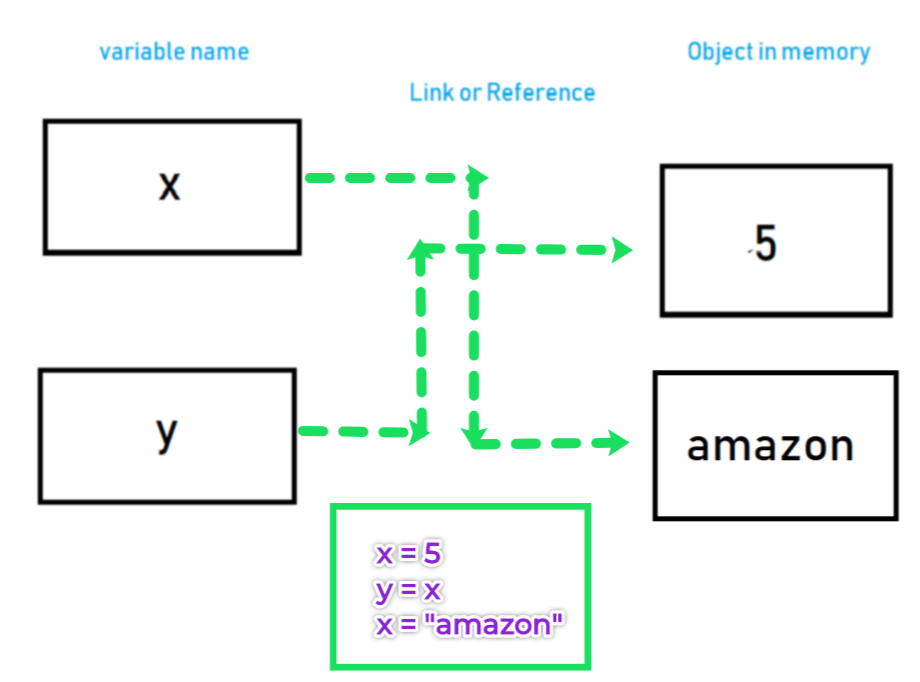 variable name
Object in memory
Link or Reference
x
5
y
amazon
x = 5
y = x
x = "amazon"